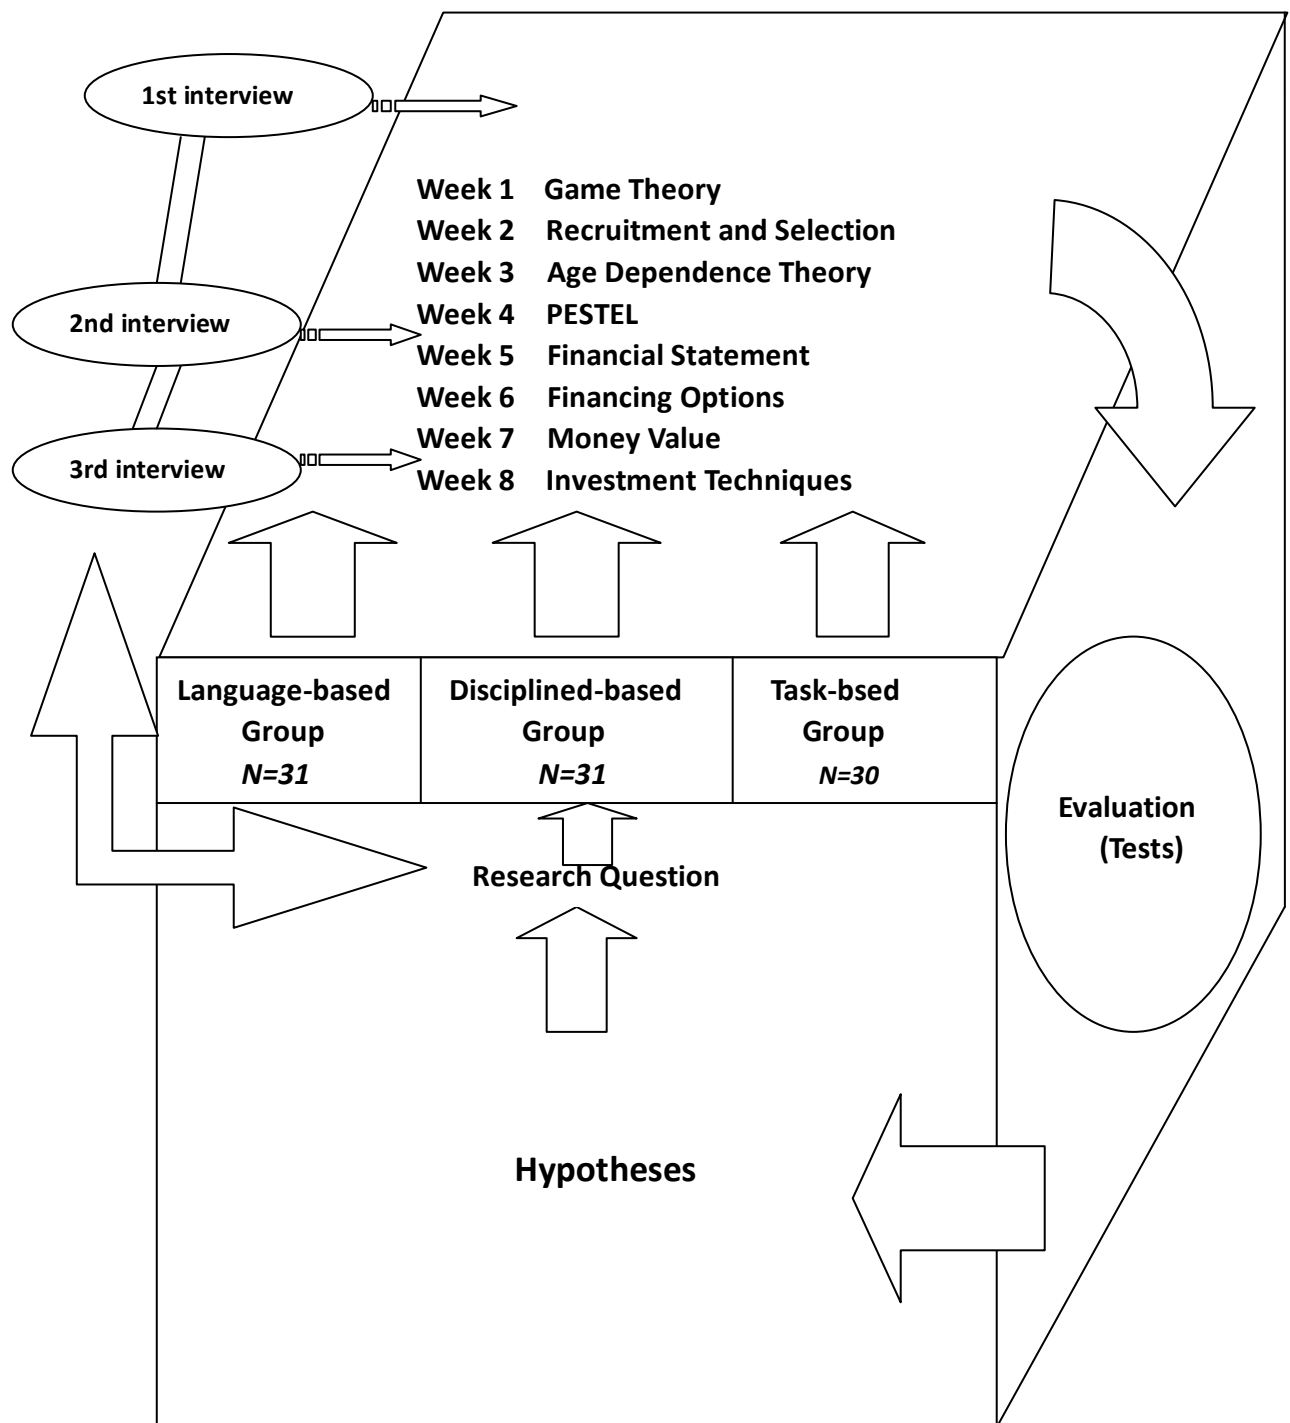 1st interview
Week 1 Game Theory
Week 2 Recruitment and Selection
Week 3 Age Dependence Theory
2nd interview
Week 4 PESTEL
Week 5 Financial Statement
Week 6 Financing Options
Week 7 Money Value
3rd interview
Week 8 Investment Techniques
Language-based
Group
N=31
Disciplined-based
Group
N=31
Task-bsed
Group
N=30
Evaluation
(Tests)
Research Question
Hypotheses